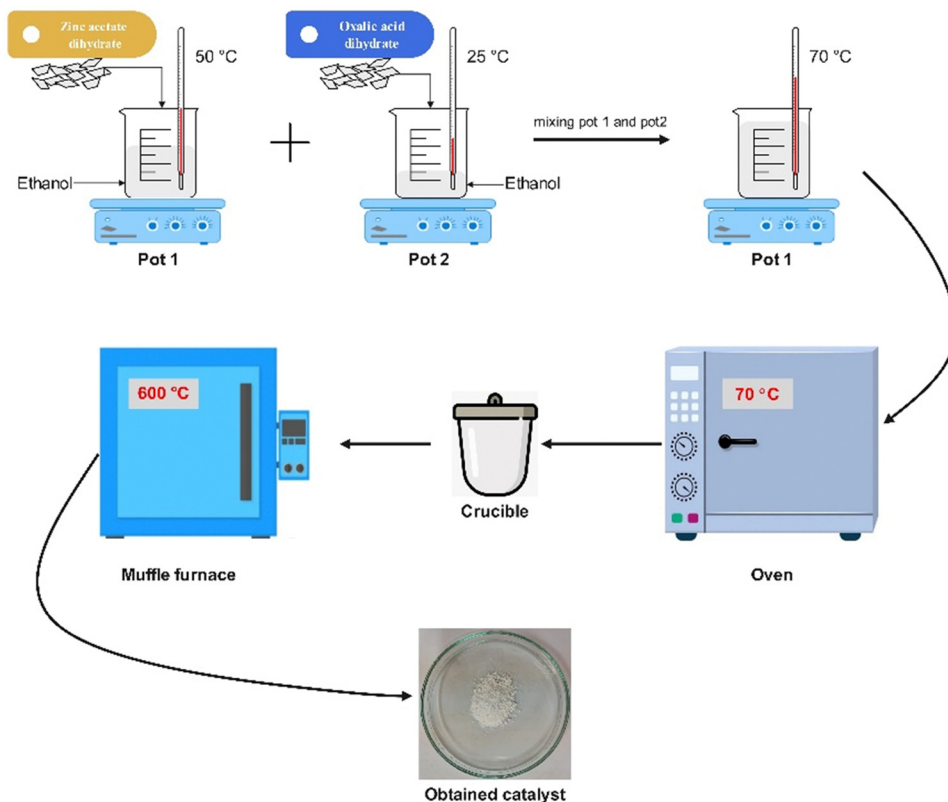 Zinc acetate
dihydrate
50 °C
Oxalic acid
dihydrate
25 °C
70 °C
mixing pot 1 and pot2
Ethanol
Ethanol
Pot 1
Pot 2
Pot 1
600 °C
70 °C
Crucible
Muffle furnace
Oven
Obtained catalyst